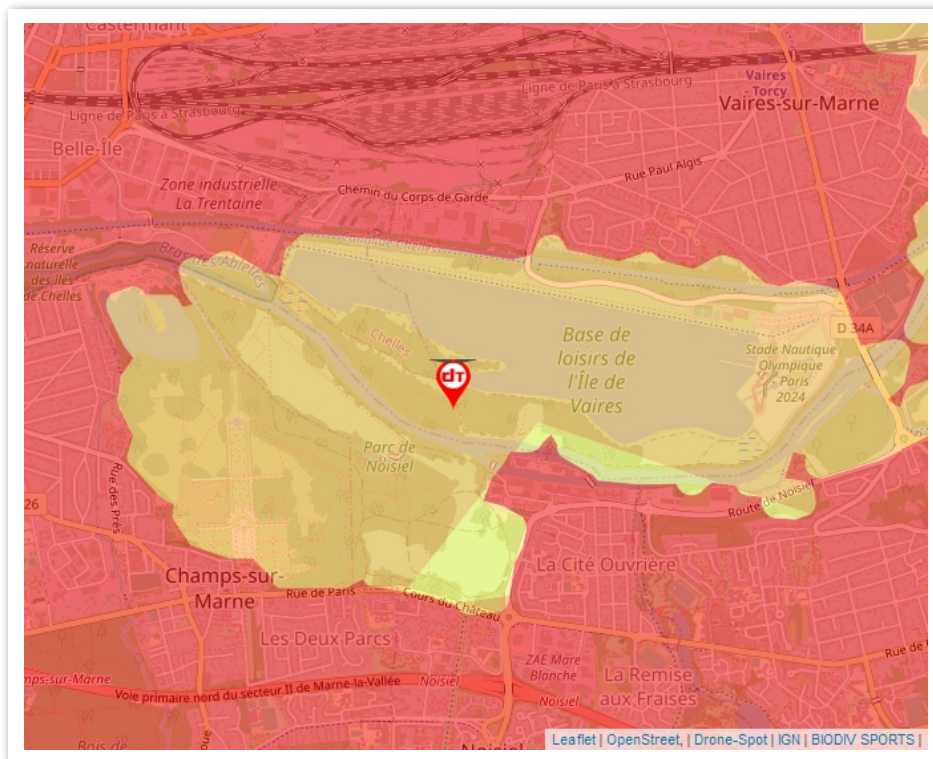 Castermant
Ligne de Paris à Strasbourg
Vaires
Torcy
Vaires-sur-Marne
Ligne de Paris à Strasbourg
Belle-Île
Rue Paul Algis
Zone industrielle
La Trentaine
Chemin du Corps de Garde
Réserve
naturelle
des îles
de Chelles
Bras des Abîmes
D 34A
Chelles
Base de
loisirs de
l'Île de
Vaires
Stade Nautique
Olympique
- Paris
2024
dT
Parc de
Noisiel
Rue des Prés
26
Route de Noisiel
La Cité Ouvrière
Champs-sur-
Marne
Rue de Paris
Cours du Château
Les Deux Parcs
Rue de
ZAE Mare
Blanche
La Remise
aux Fraises
mps-sur-Marne
Voie primaire nord du secteur II de Marne-la-Vallée
Noisiel
Noisiel
Noisiel
Bois de
oue
Leaflet | OpenStreet, | Drone-Spot | IGN | BIODIV SPORTS |